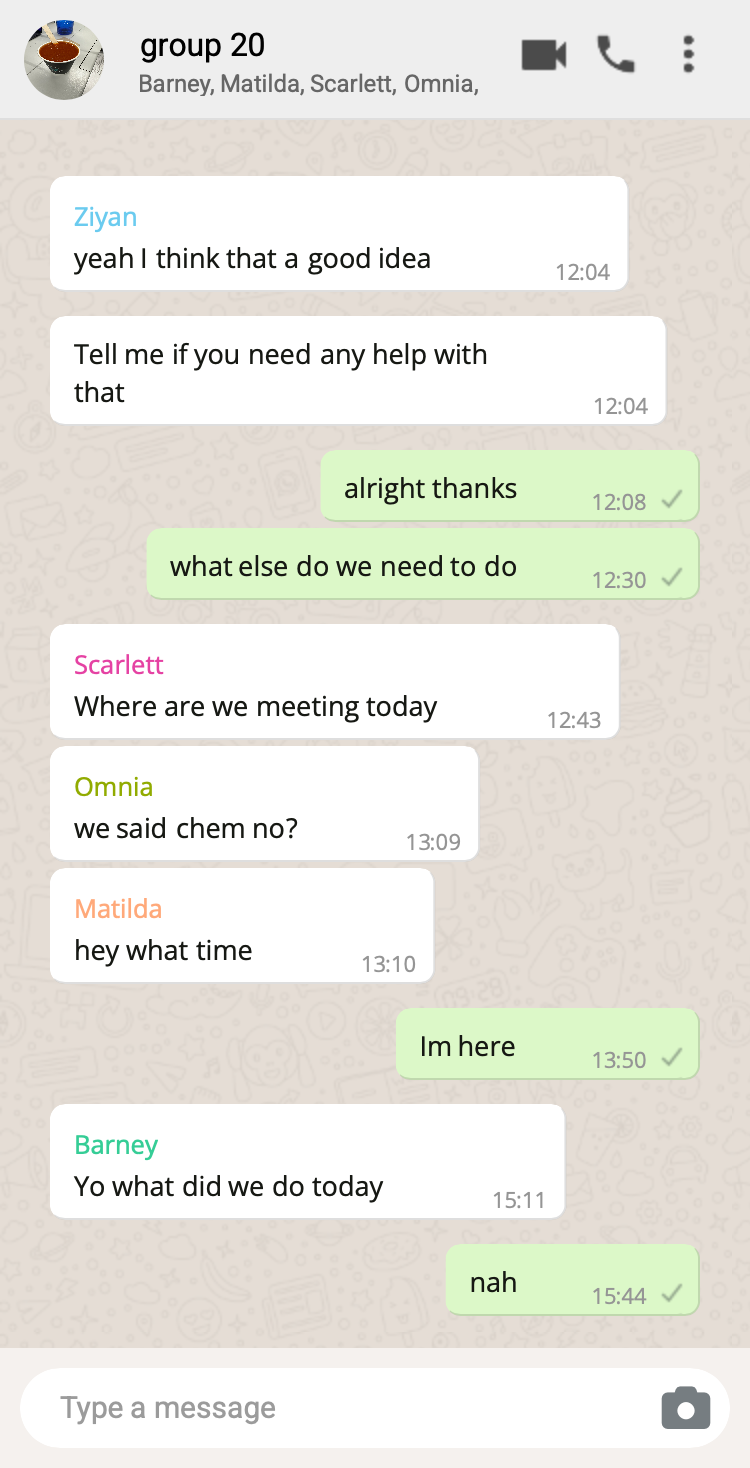 group 20
Barney, Matilda, Scarlett, Omnia,
Ziyan
yeah I think that a good idea
12:04
Tell me if you need any help with
that
12:04
alright thanks
12:08
what else do we need to do
12:30
Scarlett
Where are we meeting today
12:43
Omnia
we said chem no?
13:09
Matilda
hey what time
13:10
Im here
13:50
Barney
Yo what did we do today
15:11
nah
15:44
Type a message